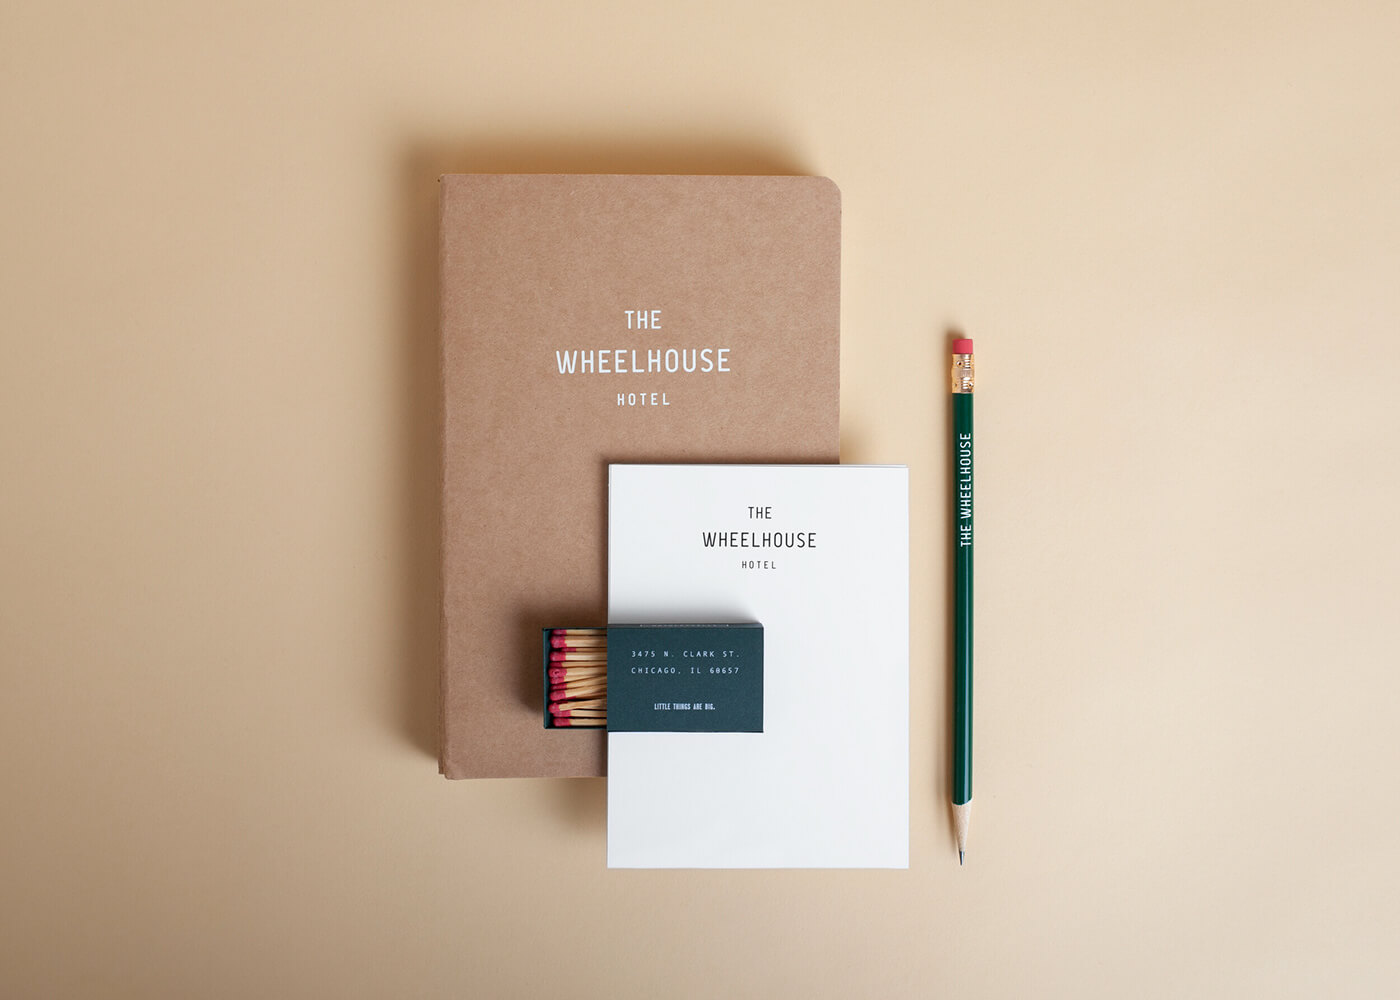 THE
WHEELHOUSE
HOTEL
THE
WHEELHOUSE
HOTEL
3475 N. CLARK ST.
CHICAGO, IL 60657
LITTLE THINGS ARE BIG.
THE WHEELHOUSE